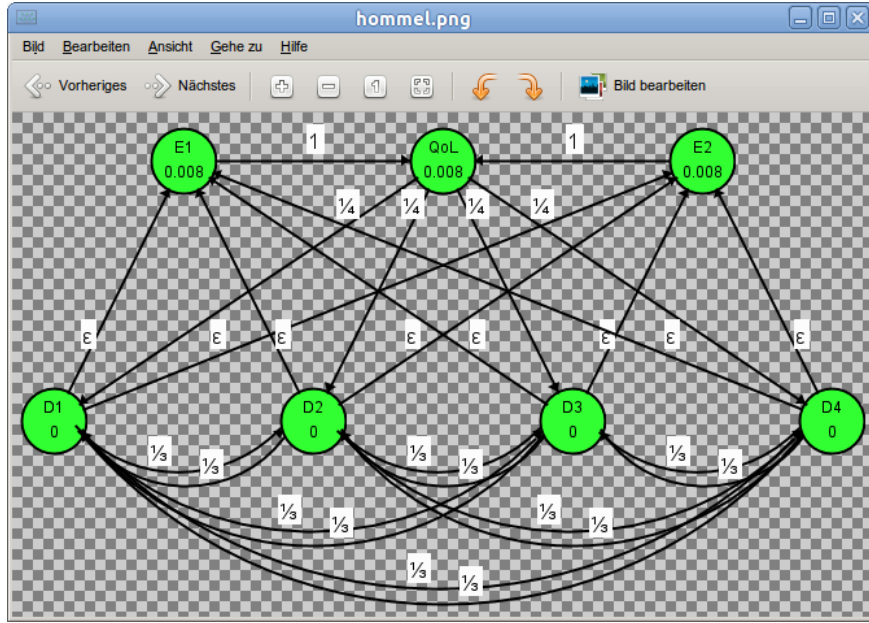 hommel.png
Bild Bearbeiten Ansicht Gehe zu Hilfe
Vorheriges Nächstes 1 Bild bearbeiten
E1 1 QoL 1 E2
0.008 0.008 0.008
¼ ¼ ¼ ¼
ε ε ε ε ε ε ε ε
D1 D2 D3 D4
0 0 0 0
⅓ ⅓ ⅓ ⅓ ⅓ ⅓
⅓ ⅓ ⅓ ⅓
⅓ ⅓